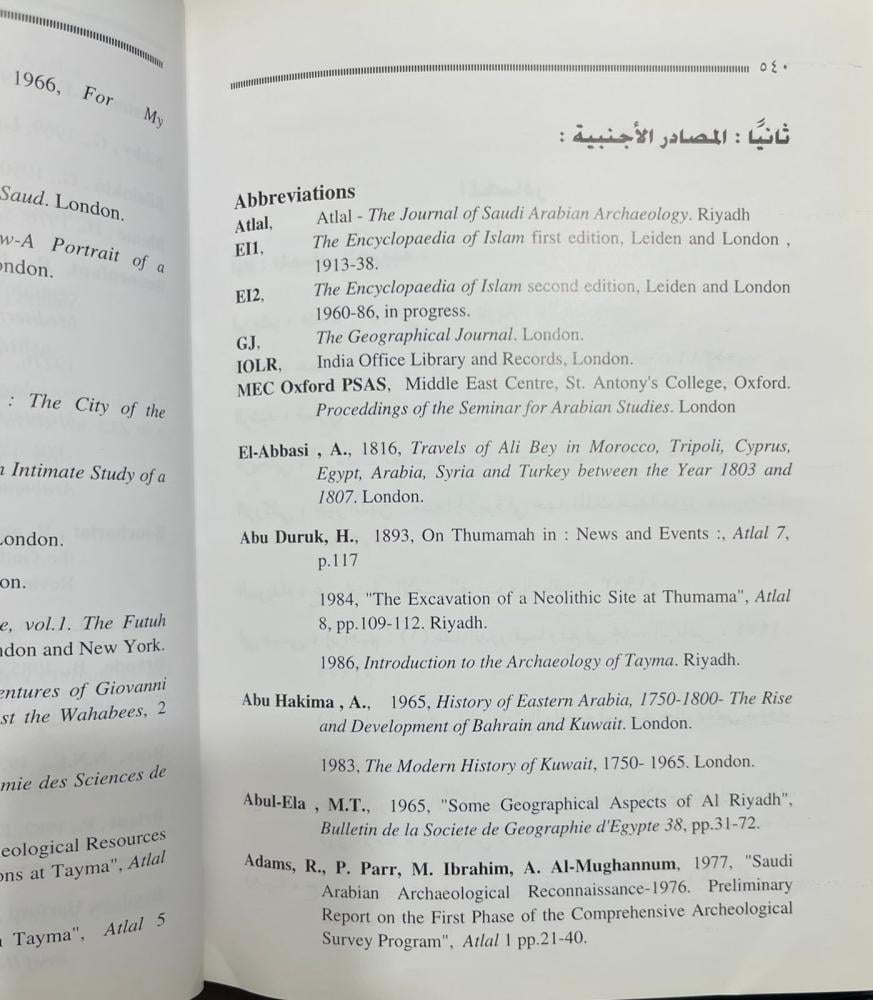 1966, For My
Saud. London.
w-A Portrait of a
ondon.
: The City of the
n Intimate Study of a
London.
on.
e, vol.1. The Futuh
ndon and New York.
entures of Giovanni
st the Wahabees, 2
mie des Sciences de
eological Resources
ons at Tayma", Atlal
Tayma", Atlal 5
٥٤٠
ثانيًا : المصادر الأجنبية :
Abbreviations
Atlal, Atlal - The Journal of Saudi Arabian Archaeology. Riyadh
EI1, The Encyclopaedia of Islam first edition, Leiden and London ,
1913-38.
EI2, The Encyclopaedia of Islam second edition, Leiden and London
1960-86, in progress.
GJ, The Geographical Journal. London.
IOLR, India Office Library and Records, London.
MEC Oxford PSAS, Middle East Centre, St. Antony's College, Oxford.
Proceddings of the Seminar for Arabian Studies. London
El-Abbasi , A., 1816, Travels of Ali Bey in Morocco, Tripoli, Cyprus,
Egypt, Arabia, Syria and Turkey between the Year 1803 and
1807. London.
Abu Duruk, H., 1893, On Thumamah in : News and Events :, Atlal 7,
p.117
1984, "The Excavation of a Neolithic Site at Thumama", Atlal
8, pp.109-112. Riyadh.
1986, Introduction to the Archaeology of Tayma. Riyadh.
Abu Hakima , A., 1965, History of Eastern Arabia, 1750-1800- The Rise
and Development of Bahrain and Kuwait. London.
1983, The Modern History of Kuwait, 1750- 1965. London.
Abul-Ela , M.T., 1965, "Some Geographical Aspects of Al Riyadh",
Bulletin de la Societe de Geographie d'Egypte 38, pp.31-72.
Adams, R., P. Parr, M. Ibrahim, A. Al-Mughannum, 1977, "Saudi
Arabian Archaeological Reconnaissance-1976. Preliminary
Report on the First Phase of the Comprehensive Archeological
Survey Program", Atlal 1 pp.21-40.